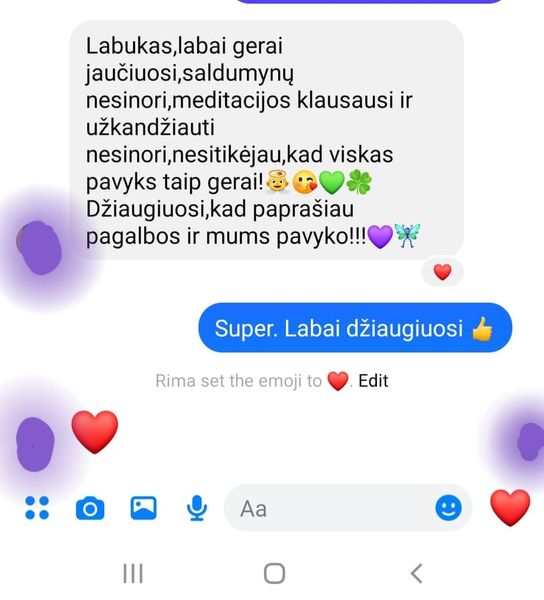 Labukas,labai gerai
jaučiuosi,saldumynų
nesinori,meditacijos klausausi ir
užkandžiauti
nesinori,nesitikėjau,kad viskas
pavyks taip gerai!👼😘💚🍀
Džiaugiuosi,kad paprašiau
pagalbos ir mums pavyko!!!💜🧚
Super. Labai džiaugiuosi 👍
Rima set the emoji to ❤️. Edit
Aa